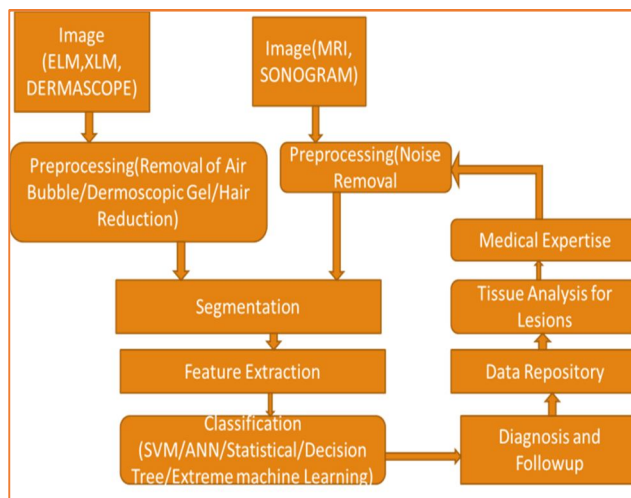 Image
(ELM,XLM,
DERMASCOPE)
Image(MRI,
SONOGRAM)
Preprocessing(Removal of Air
Bubble/Dermoscopic Gel/Hair
Reduction)
Preprocessing(Noise
Removal
Medical Expertise
Tissue Analysis for
Lesions
Segmentation
Feature Extraction
Data Repository
Classification
(SVM/ANN/Statistical/Decision
Tree/Extreme machine Learning)
Diagnosis and
Followup